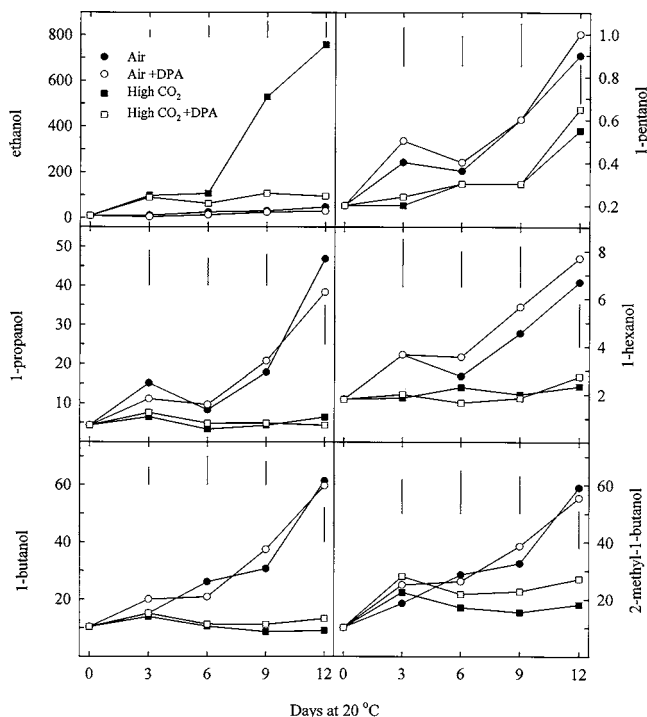 800
600
400
200
100
0
ethanol
Air
Air +DPA
High CO2
High CO2 +DPA
1.0
0.8
0.6
0.4
0.2
1-pentanol
50
40
30
20
10
1-propanol
8
6
4
2
1-hexanol
60
40
20
1-butanol
60
40
20
2-methyl-1-butanol
0 3 6 9 12 0 3 6 9 12
Days at 20 °C